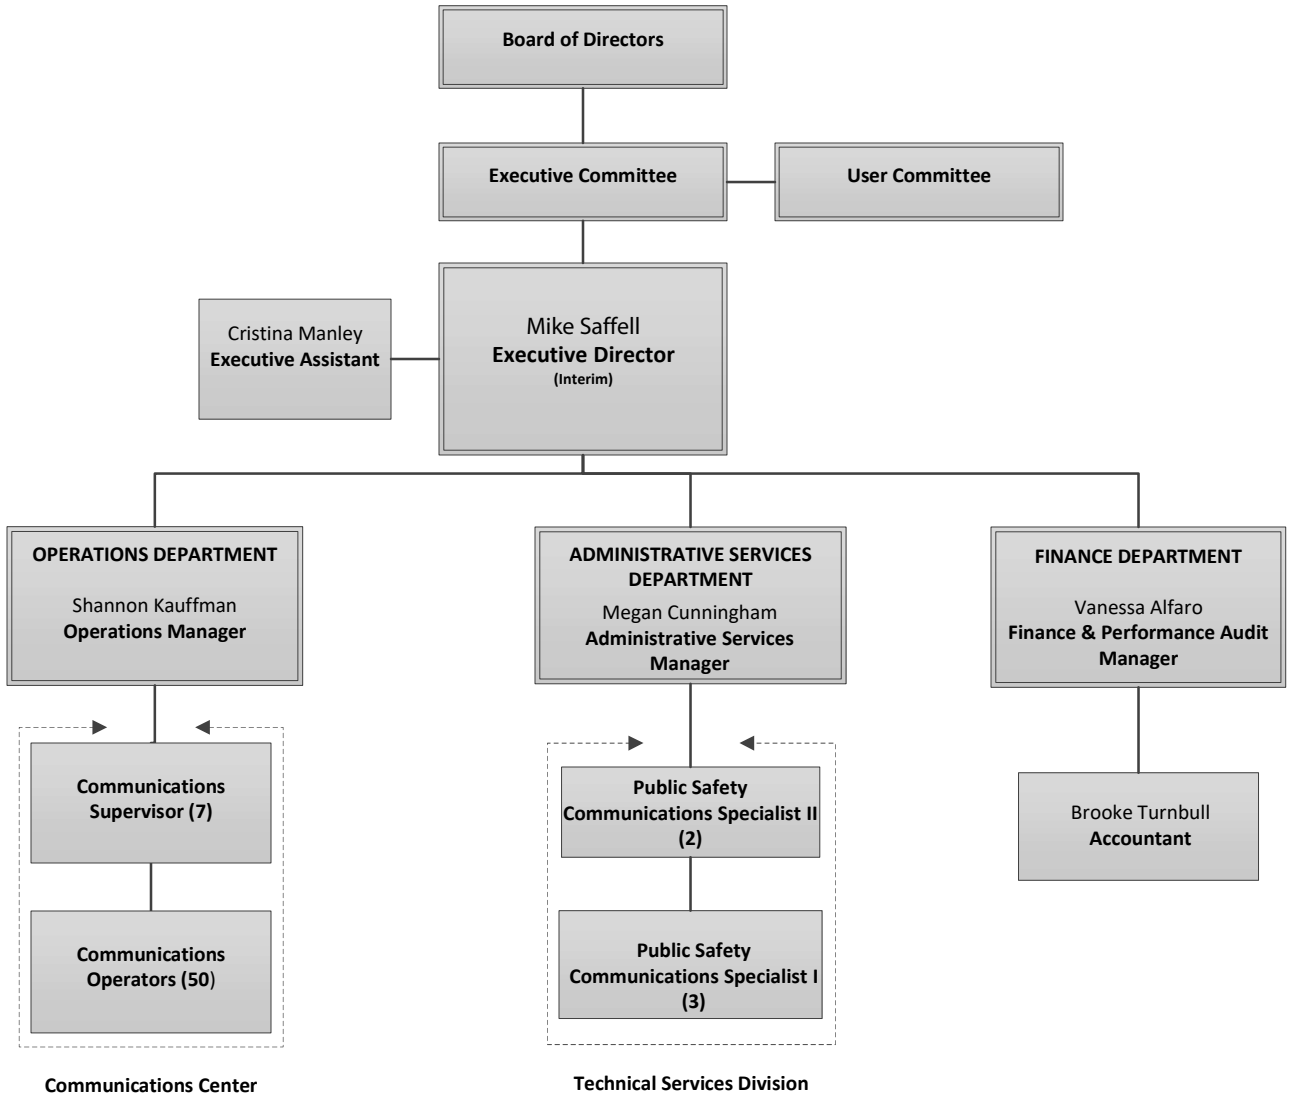 Board of Directors
Executive Committee
User Committee
Cristina Manley
Executive Assistant
Mike Saffell
Executive Director
(Interim)
OPERATIONS DEPARTMENT
Shannon Kauffman
Operations Manager
ADMINISTRATIVE SERVICES
DEPARTMENT
Megan Cunningham
Administrative Services
Manager
FINANCE DEPARTMENT
Vanessa Alfaro
Finance & Performance Audit
Manager
Communications
Supervisor (7)
Public Safety
Communications Specialist II
(2)
Brooke Turnbull
Accountant
Communications
Operators (50)
Public Safety
Communications Specialist I
(3)
Communications Center
Technical Services Division